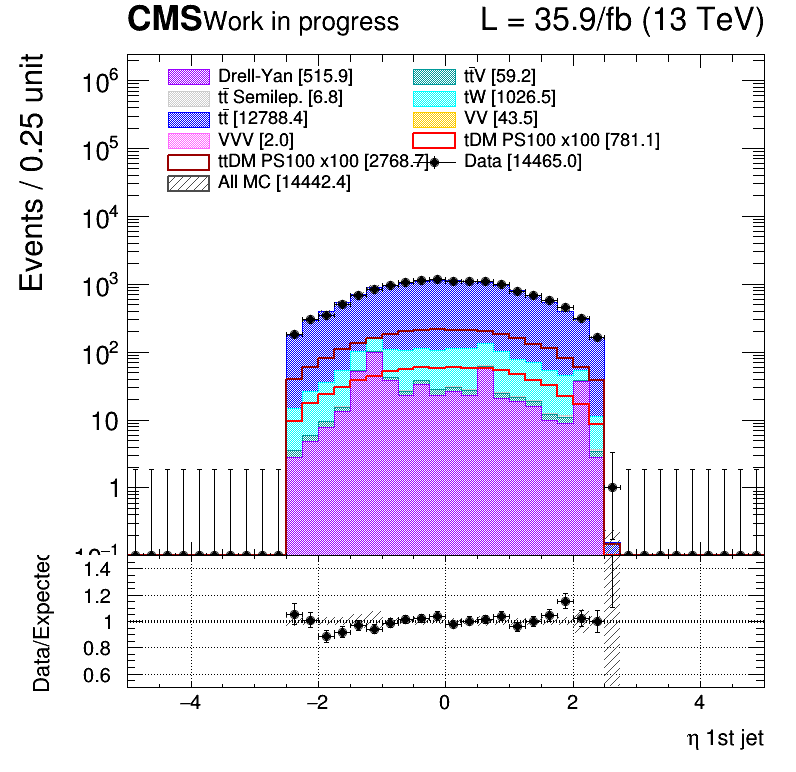 CMS Work in progress L = 35.9/fb (13 TeV)
Events / 0.25 unit
Drell-Yan [515.9] tt̄V [59.2]
tt̄ Semilep. [6.8] tW [1026.5]
tt̄ [12788.4] VV [43.5]
VVV [2.0] tDM PS100 x100 [781.1]
ttDM PS100 x100 [2768.7] Data [14465.0]
All MC [14442.4]
10⁶
10⁵
10⁴
10³
10²
10
1
10⁻¹
Data/Expected
1.4
1.2
1
0.8
0.6
−4 −2 0 2 4
η 1st jet